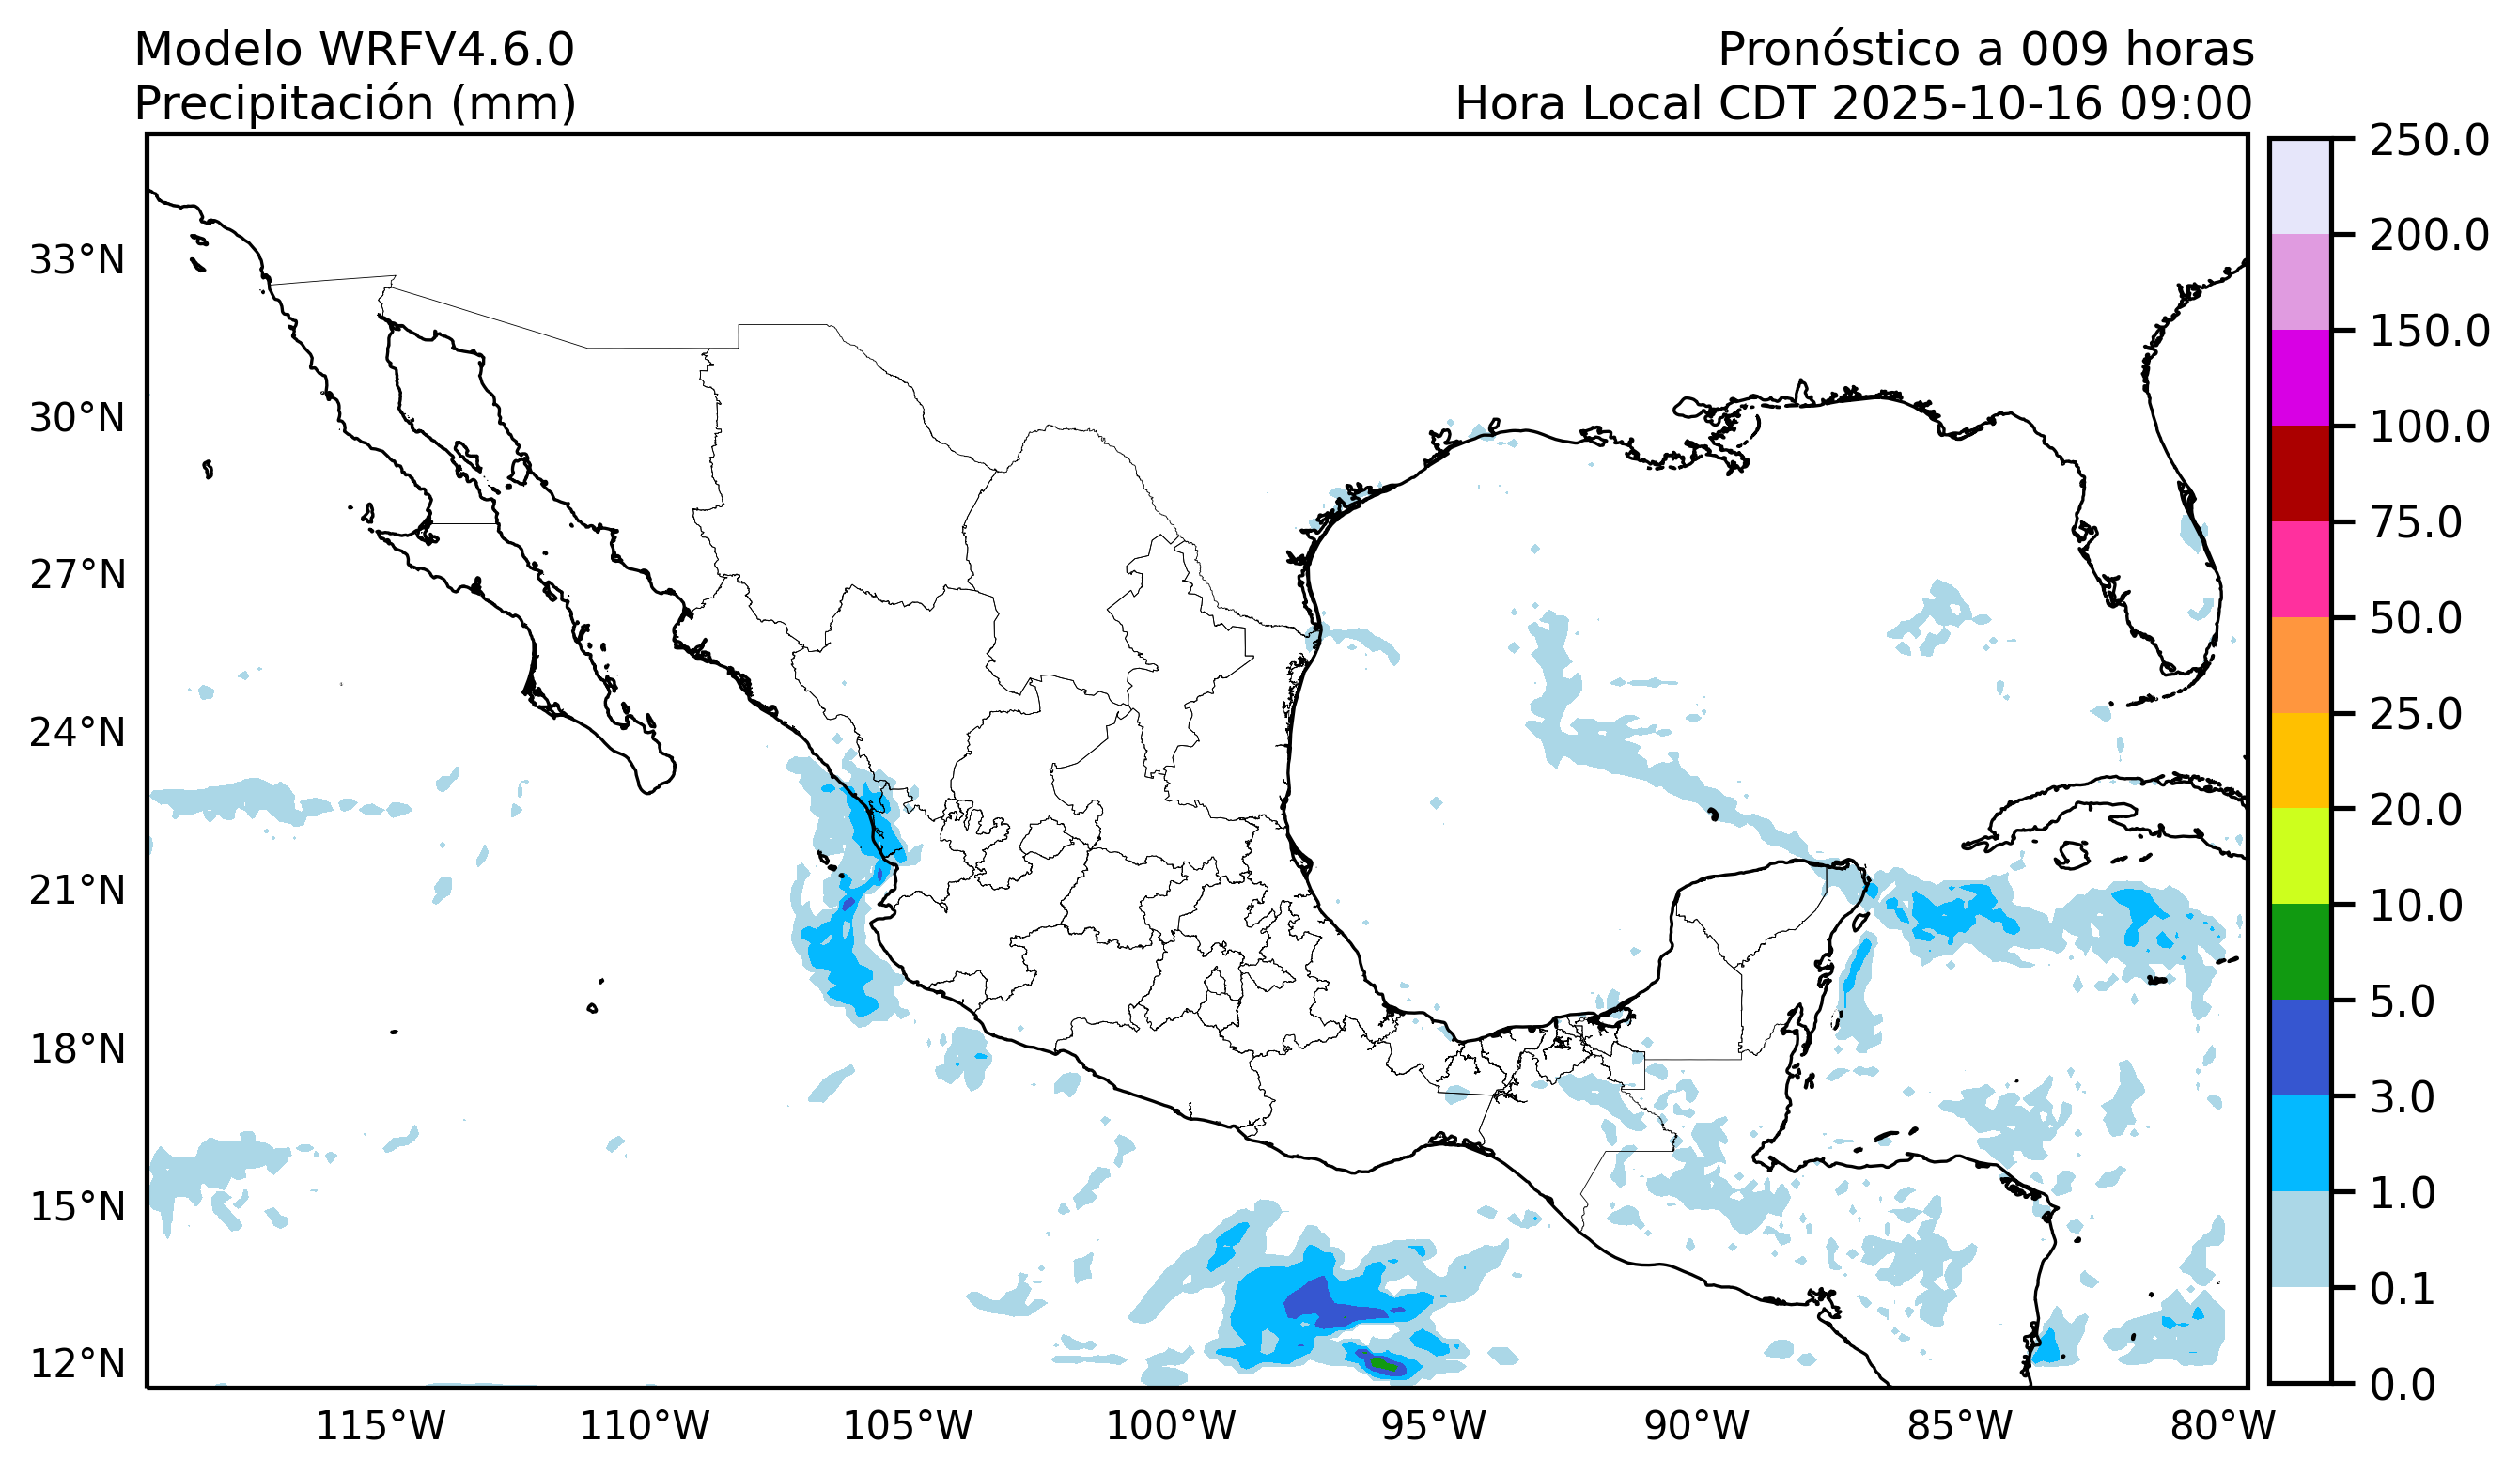 Modelo WRFV4.6.0
Precipitación (mm)
Pronóstico a 009 horas
Hora Local CDT 2025-10-16 09:00
33°N
30°N
27°N
24°N
21°N
18°N
15°N
12°N
115°W
110°W
105°W
100°W
95°W
90°W
85°W
80°W
250.0
200.0
150.0
100.0
75.0
50.0
25.0
20.0
10.0
5.0
3.0
1.0
0.1
0.0